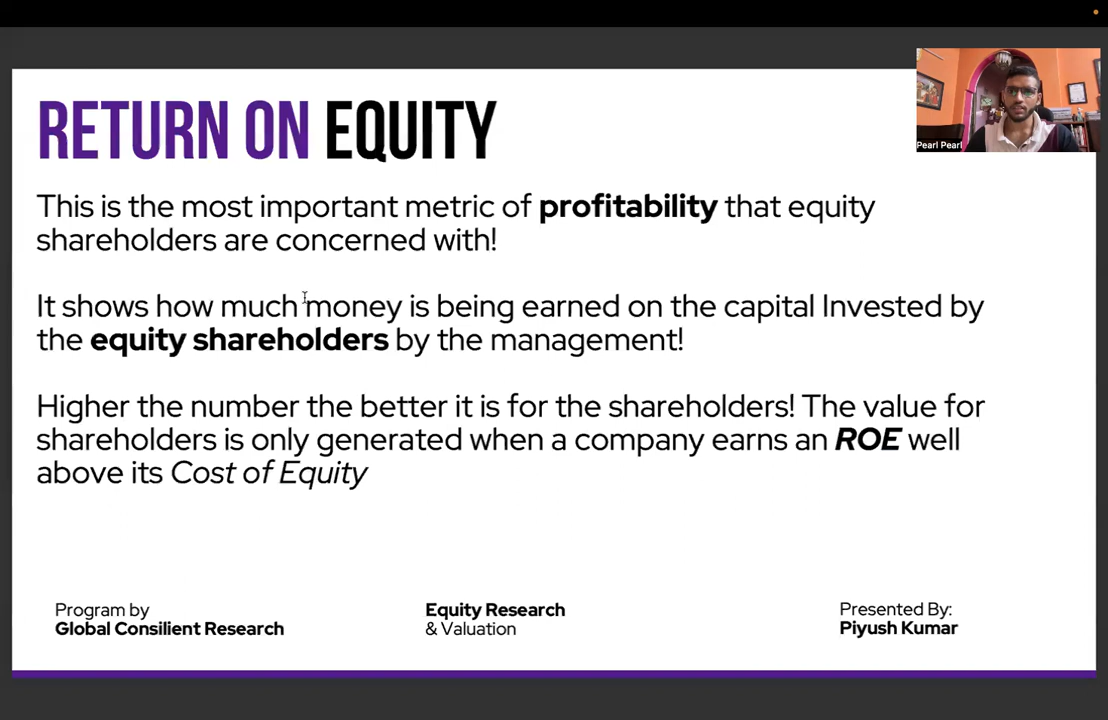 RETURN ON EQUITY
Pearl Pearl
This is the most important metric of profitability that equity
shareholders are concerned with!
It shows how much money is being earned on the capital Invested by
the equity shareholders by the management!
Higher the number the better it is for the shareholders! The value for
shareholders is only generated when a company earns an ROE well
above its Cost of Equity
Program by
Global Consilient Research
Equity Research
& Valuation
Presented By:
Piyush Kumar